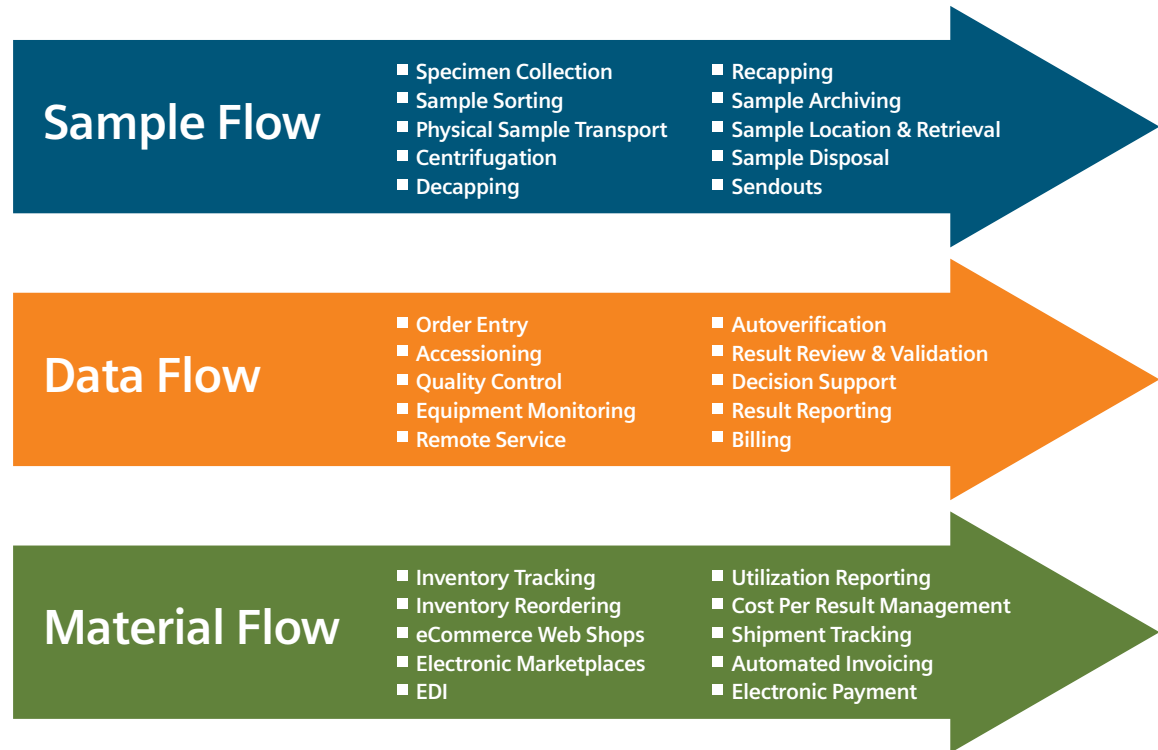 Sample Flow
■ Specimen Collection
■ Sample Sorting
■ Physical Sample Transport
■ Centrifugation
■ Decapping
■ Recapping
■ Sample Archiving
■ Sample Location & Retrieval
■ Sample Disposal
■ Sendouts
Data Flow
■ Order Entry
■ Accessioning
■ Quality Control
■ Equipment Monitoring
■ Remote Service
■ Autoverification
■ Result Review & Validation
■ Decision Support
■ Result Reporting
■ Billing
Material Flow
■ Inventory Tracking
■ Inventory Reordering
■ eCommerce Web Shops
■ Electronic Marketplaces
■ EDI
■ Utilization Reporting
■ Cost Per Result Management
■ Shipment Tracking
■ Automated Invoicing
■ Electronic Payment